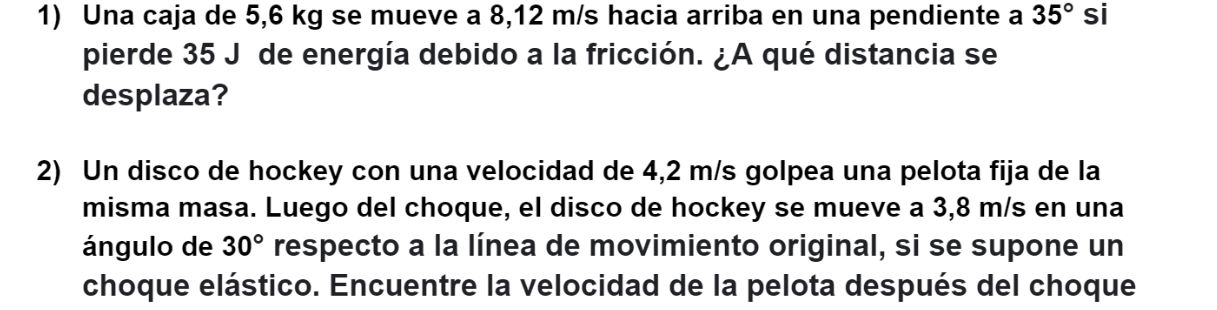 1) Una caja de 5,6 kg se mueve a 8,12 m/s hacia arriba en una pendiente a 35° si
pierde 35 J de energía debido a la fricción. ¿A qué distancia se
desplaza?
2) Un disco de hockey con una velocidad de 4,2 m/s golpea una pelota fija de la
misma masa. Luego del choque, el disco de hockey se mueve a 3,8 m/s en una
ángulo de 30° respecto a la línea de movimiento original, si se supone un
choque elástico. Encuentre la velocidad de la pelota después del choque